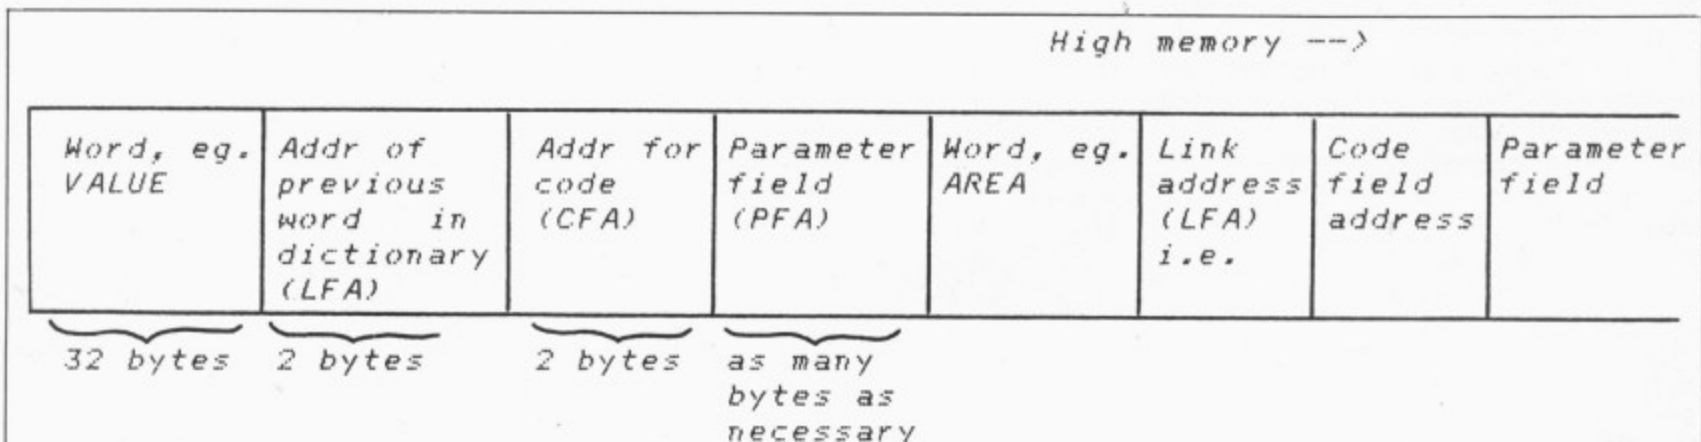 High memory -->
Word, eg.
VALUE
Addr of
previous
word in
dictionary
(LFA)
Addr for
code
(CFA)
Parameter
field
(PFA)
Word, eg.
AREA
Link
address
(LFA)
i.e.
Code
field
address
Parameter
field
32 bytes
2 bytes
2 bytes
as many
bytes as
necessary